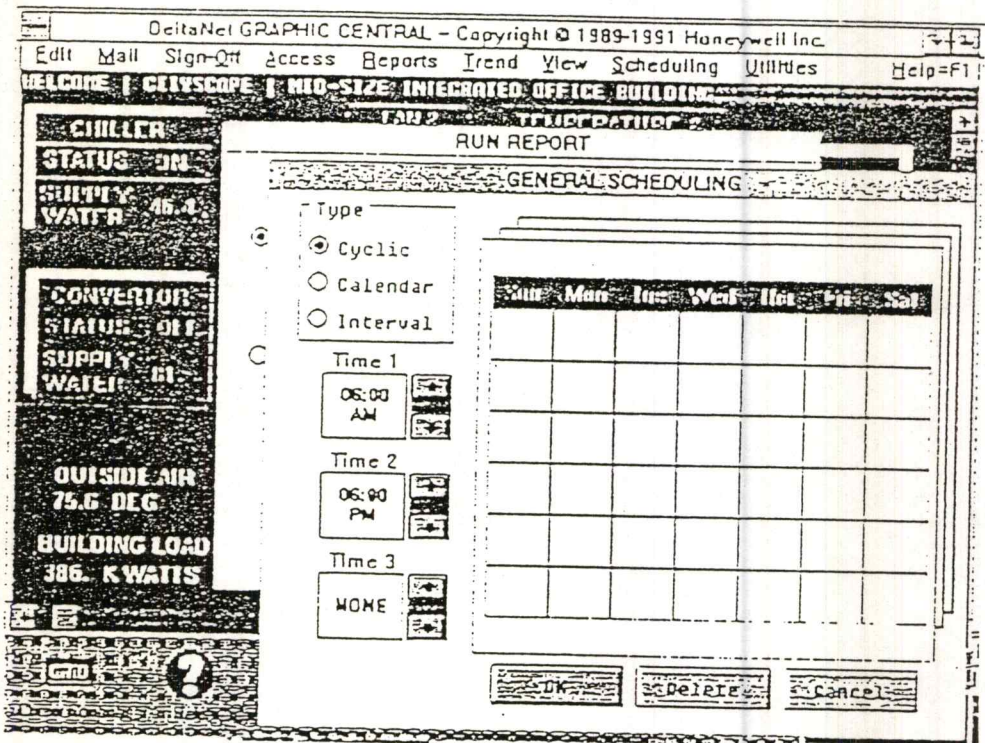 DeltaNet GRAPHIC CENTRAL – Copyright © 1989-1991 Honeywell Inc.
Edit Mail Sign-Off Access Reports Trend View Scheduling Utilities Help=F1
WELCOME | CITYSCOPE | MID-SIZE INTEGRATED OFFICE BUILDING
FAN 2 TEMPERATURE
CHILLER
STATUS ON
SUPPLY
WATER
CONVERTOR
STATUS OFF
SUPPLY
WATER
OUTSIDE AIR
75.6 DEG
BUILDING LOAD
386. KWATTS
RUN REPORT
GENERAL SCHEDULING
Type
Cyclic
Calendar
Interval
Time 1
06:00
AM
Time 2
06:00
PM
Time 3
NONE
Sun Mon Tue Wed Thr Fri Sat
OK Delete Cancel
?